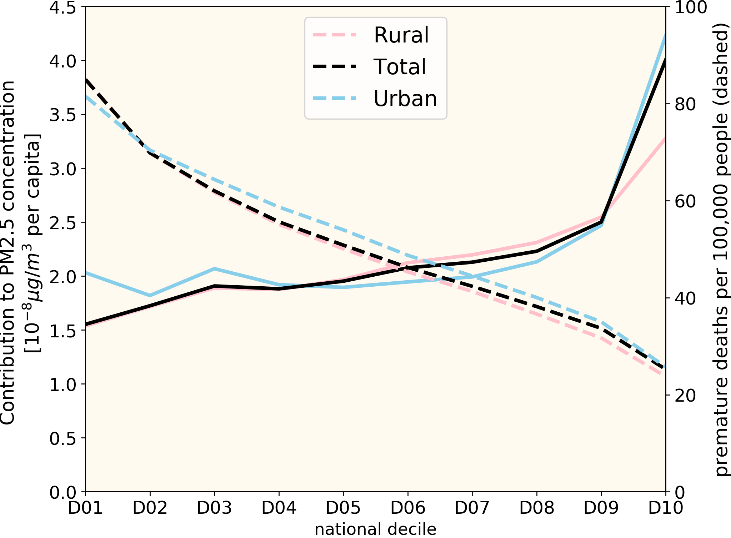 Contribution to PM2.5 concentration
[10⁻⁸μg/m³ per capita]
4.5
4.0
3.5
3.0
2.5
2.0
1.5
1.0
0.5
0.0
Rural
Total
Urban
100
80
60
40
20
0
premature deaths per 100,000 people (dashed)
D01 D02 D03 D04 D05 D06 D07 D08 D09 D10
national decile